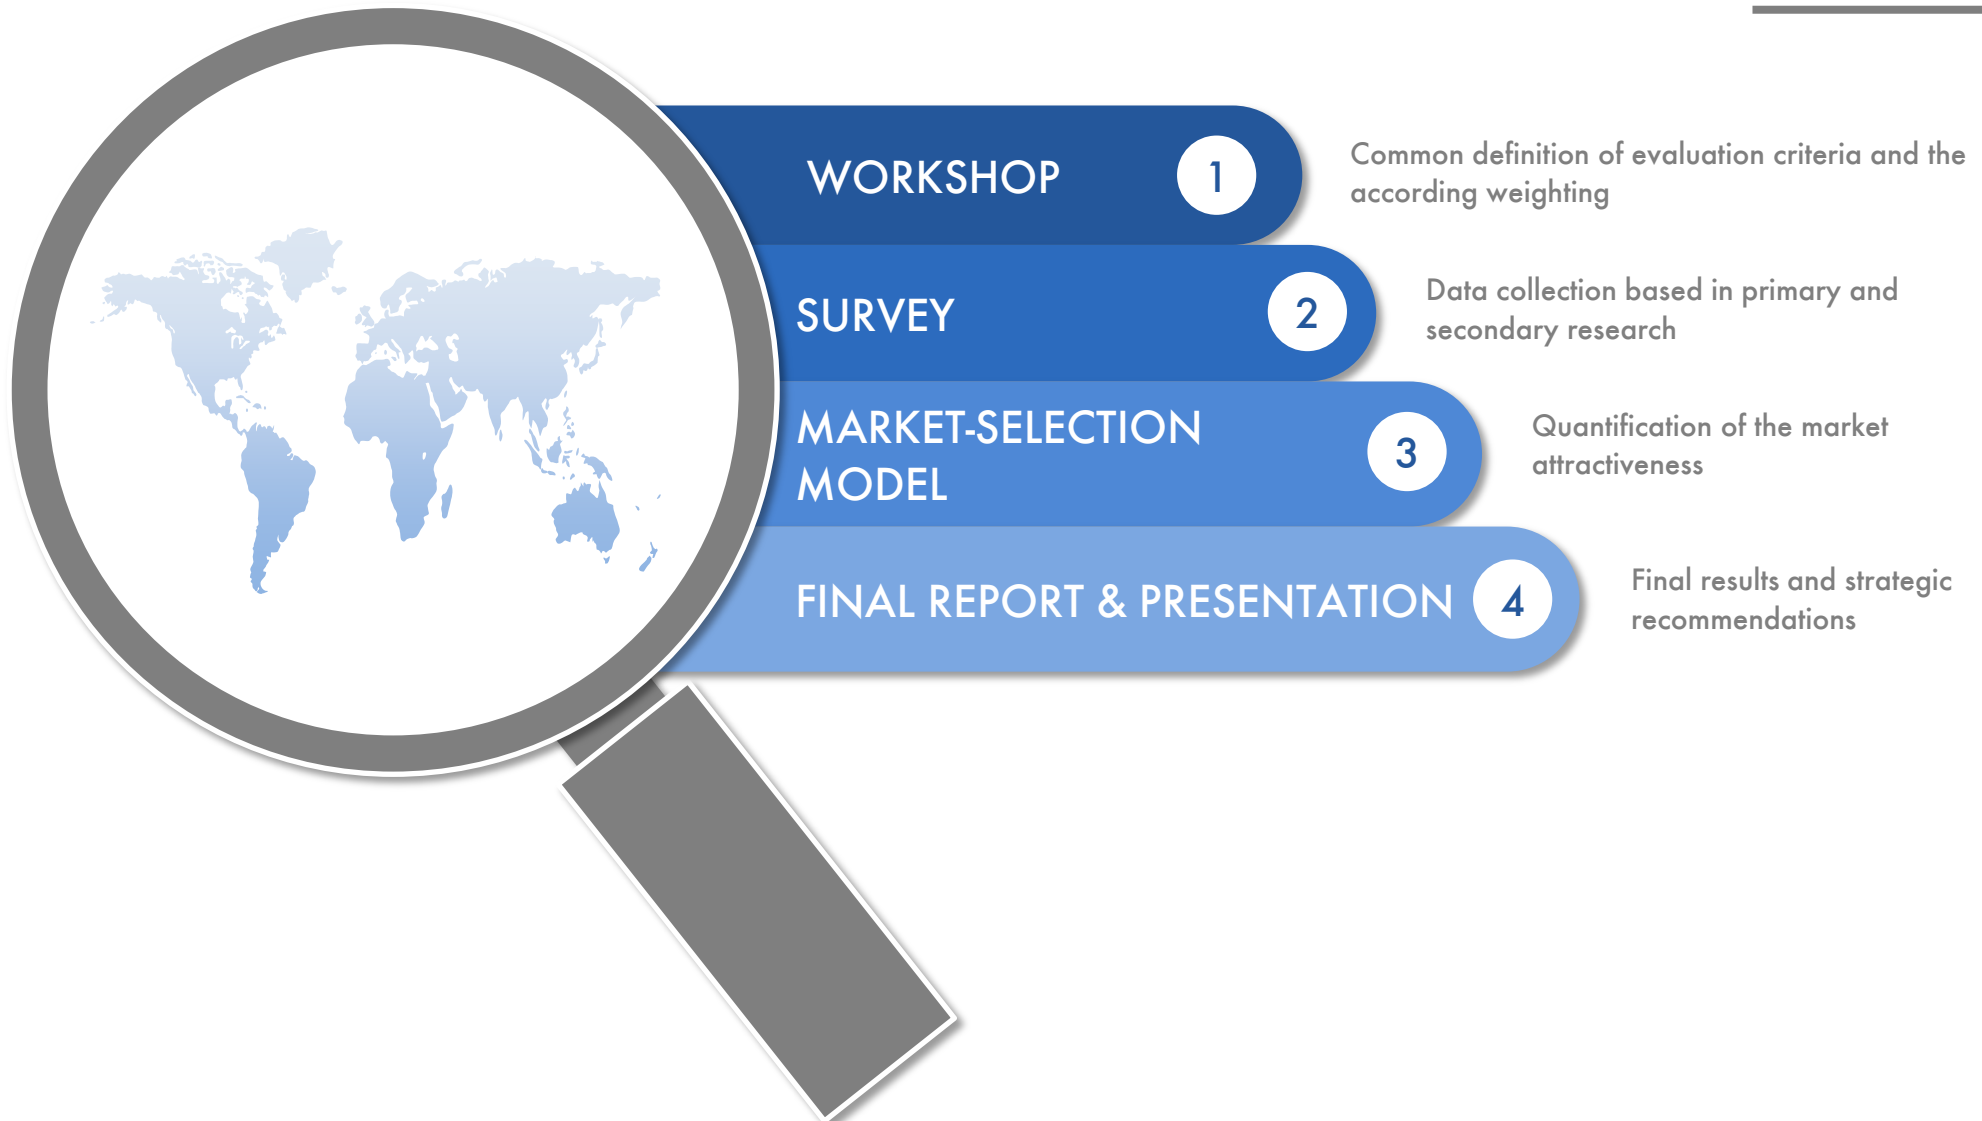 WORKSHOP
1
Common definition of evaluation criteria and the
according weighting
SURVEY
2
Data collection based in primary and
secondary research
MARKET-SELECTION
MODEL
3
Quantification of the market
attractiveness
FINAL REPORT & PRESENTATION
4
Final results and strategic
recommendations